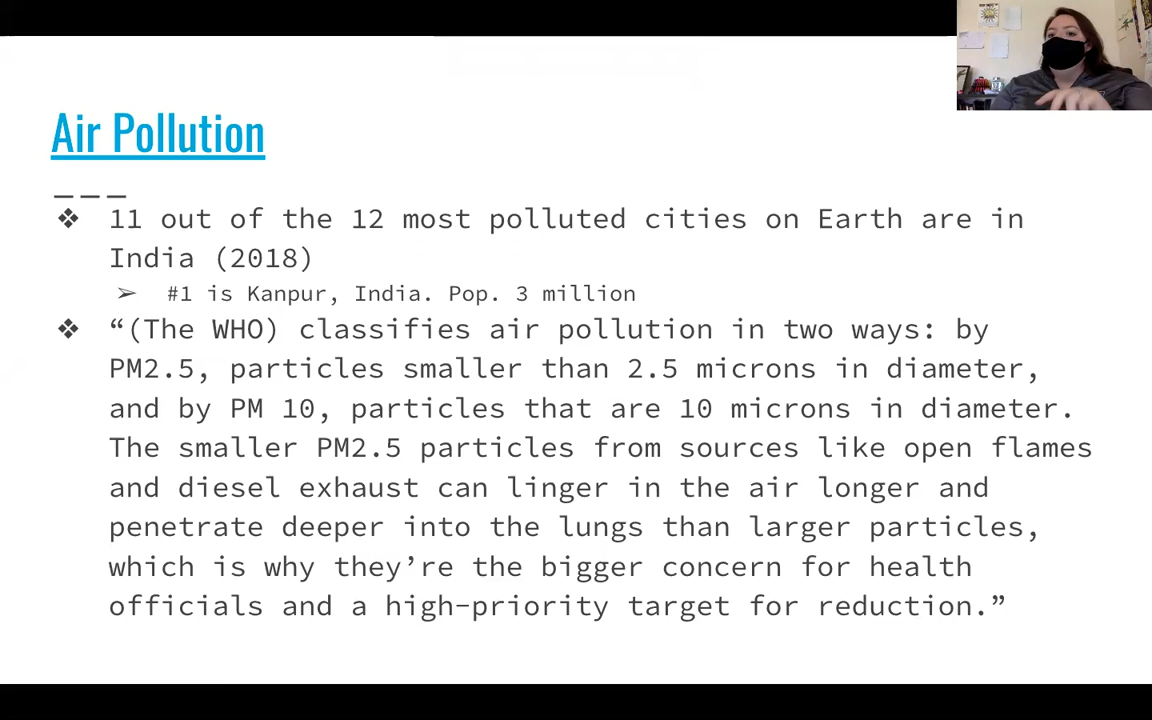 Air Pollution
❖ 11 out of the 12 most polluted cities on Earth are in
India (2018)
➢ #1 is Kanpur, India. Pop. 3 million
❖ “(The WHO) classifies air pollution in two ways: by
PM2.5, particles smaller than 2.5 microns in diameter,
and by PM 10, particles that are 10 microns in diameter.
The smaller PM2.5 particles from sources like open flames
and diesel exhaust can linger in the air longer and
penetrate deeper into the lungs than larger particles,
which is why they’re the bigger concern for health
officials and a high-priority target for reduction.”